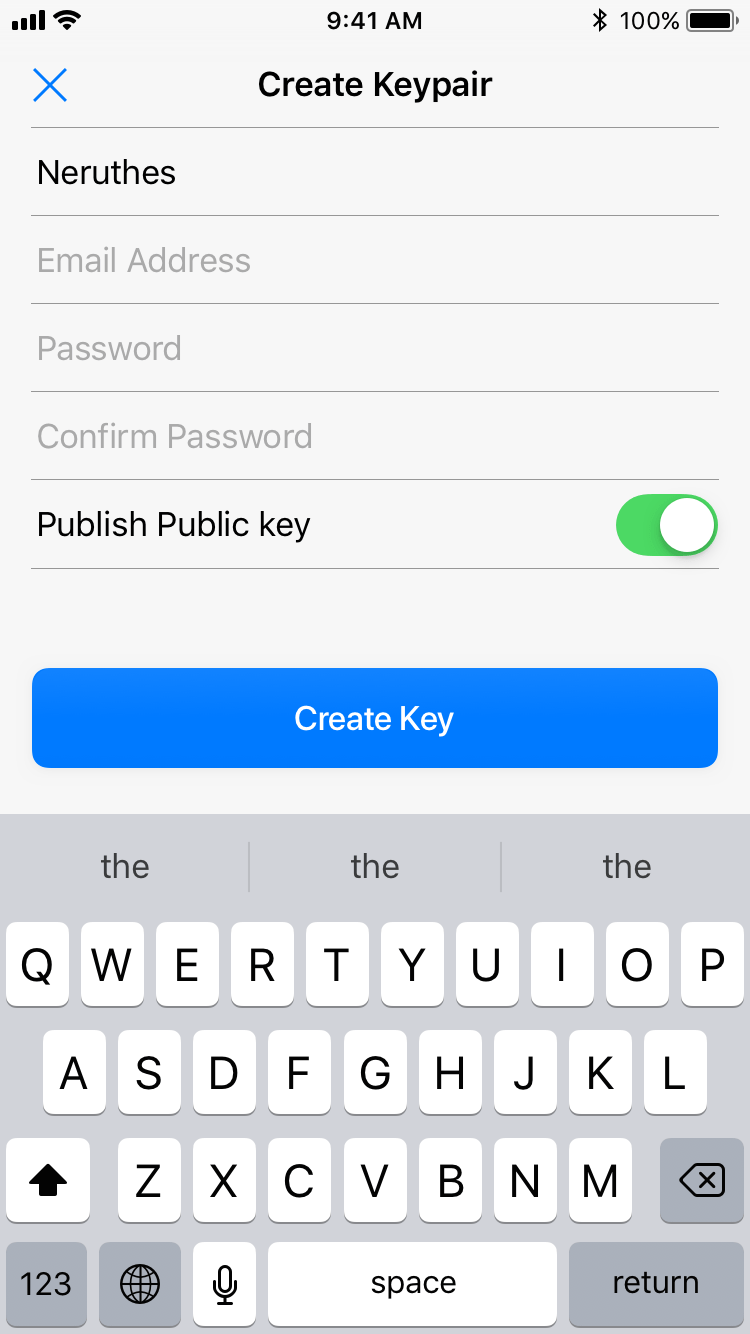 9:41 AM 100%
Create Keypair
Neruthes
Email Address
Password
Confirm Password
Publish Public key
Create Key
the the the
Q W E R T Y U I O P
A S D F G H J K L
Z X C V B N M
123 space return